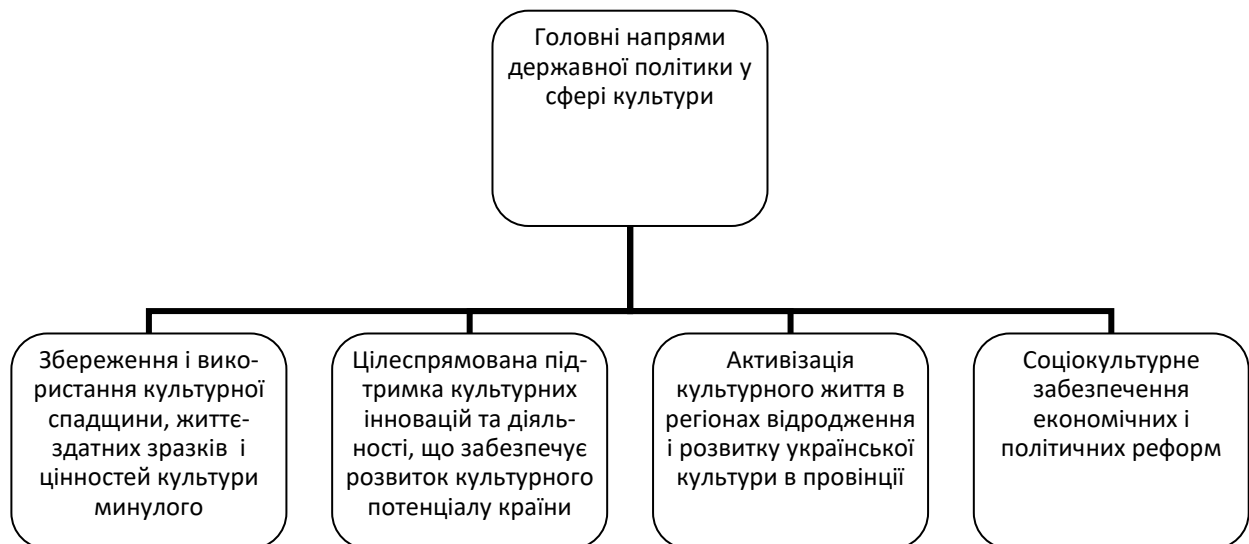 Головні напрями
державної політики у
сфері культури
Збереження і вико-
ристання культурної
спадщини, життє-
здатних зразків і
цінностей культури
минулого
Цілеспрямована під-
тримка культурних
інновацій та діяль-
ності, що забезпечує
розвиток культурного
потенціалу країни
Активізація
культурного життя в
регіонах відродження
і розвитку української
культури в провінції
Соціокультурне
забезпечення
економічних і
політичних реформ